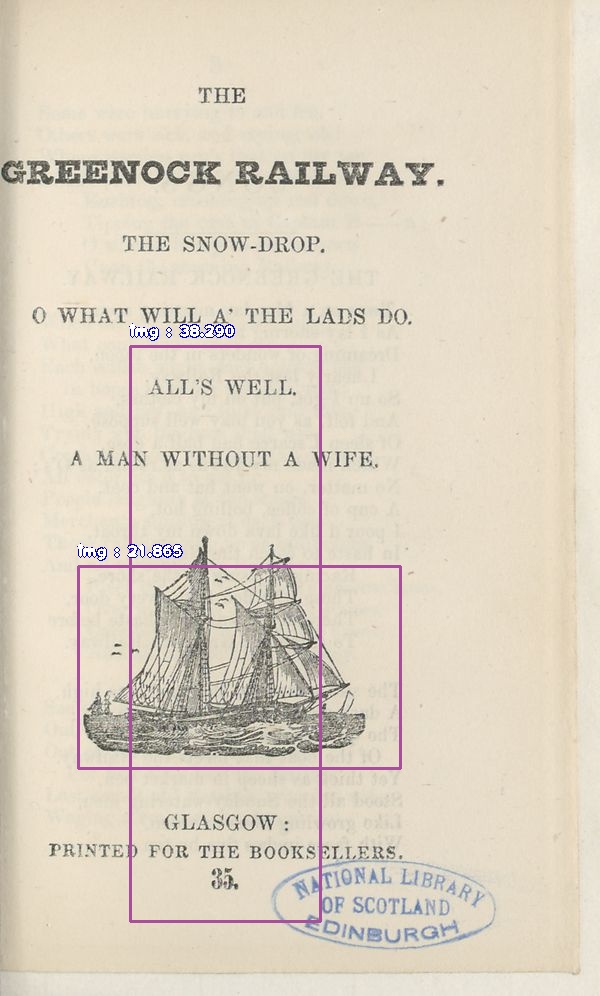 THE
GREENOCK RAILWAY.
THE SNOW-DROP.
O WHAT WILL A' THE LADS DO.
img : 38.290
ALL'S WELL.
A MAN WITHOUT A WIFE.
img : 21.865
GLASGOW:
PRINTED FOR THE BOOKSELLERS.
35.
NATIONAL LIBRARY
OF SCOTLAND
EDINBURGH